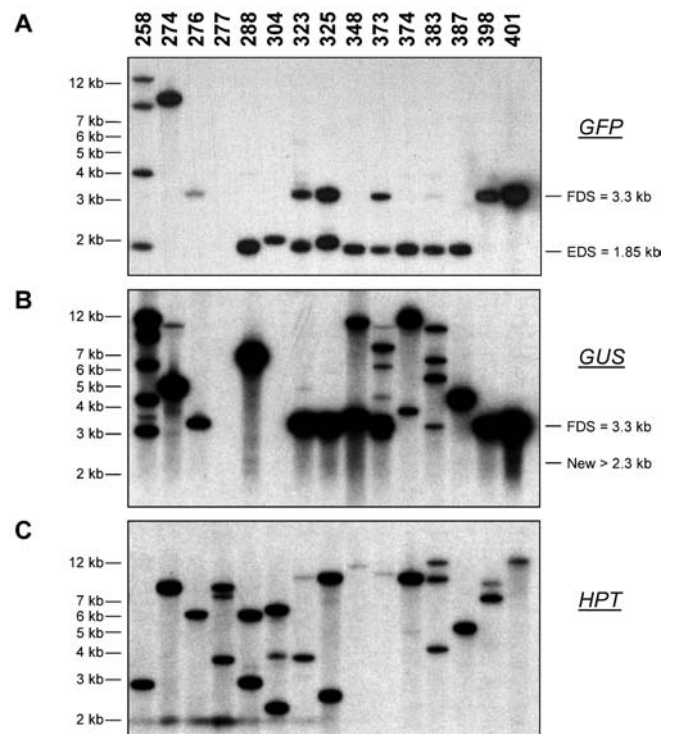 A
258 274 276 277 288 304 323 325 348 373 374 383 387 398 401
12 kb
7 kb
6 kb
5 kb
4 kb
3 kb
2 kb
GFP
FDS = 3.3 kb
EDS = 1.85 kb
B
12 kb
7 kb
6 kb
5 kb
4 kb
3 kb
2 kb
GUS
FDS = 3.3 kb
New > 2.3 kb
C
12 kb
7 kb
6 kb
5 kb
4 kb
3 kb
2 kb
HPT